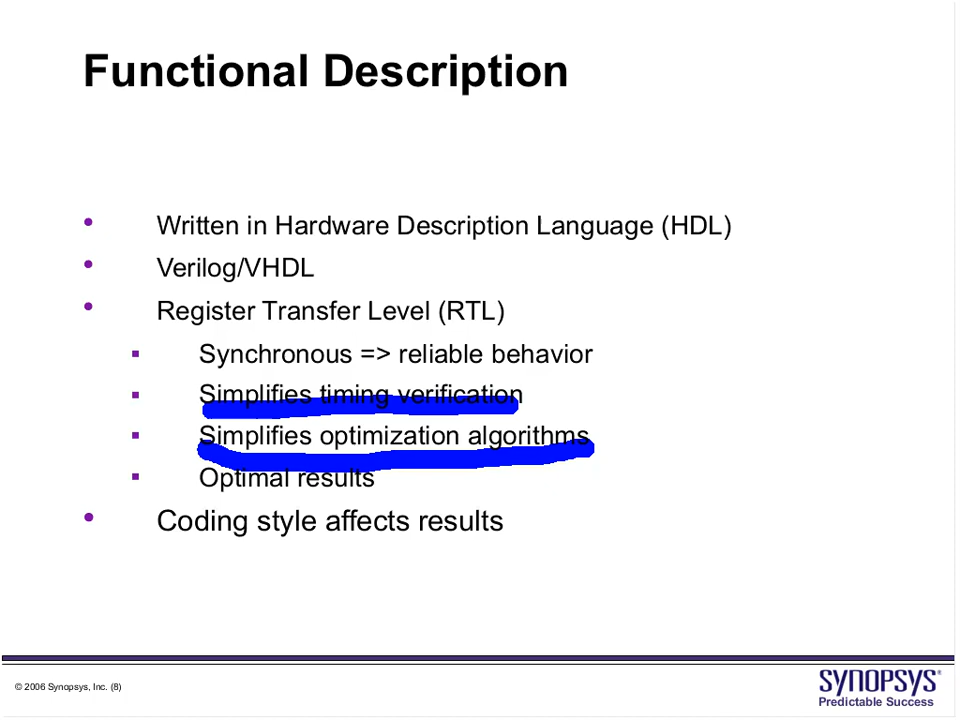 Functional Description
• Written in Hardware Description Language (HDL)
• Verilog/VHDL
• Register Transfer Level (RTL)
▪ Synchronous => reliable behavior
▪ Simplifies timing verification
▪ Simplifies optimization algorithms
▪ Optimal results
• Coding style affects results
© 2006 Synopsys, Inc. (8)
SYNOPSYS®
Predictable Success